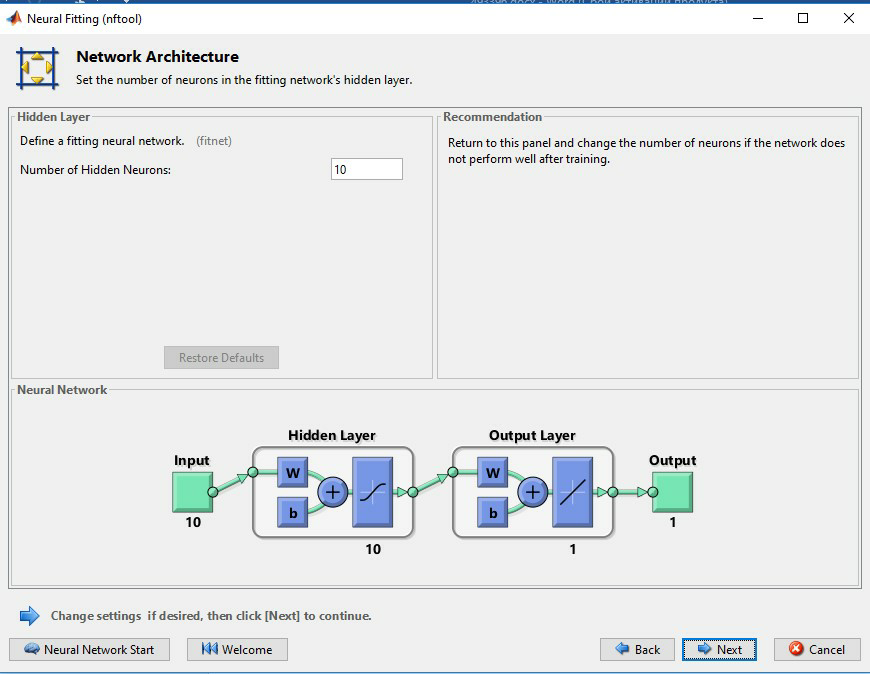 Neural Fitting (nftool)
Network Architecture
Set the number of neurons in the fitting network's hidden layer.
Hidden Layer
Define a fitting neural network. (fitnet)
Number of Hidden Neurons: 10
Restore Defaults
Recommendation
Return to this panel and change the number of neurons if the network does
not perform well after training.
Neural Network
Hidden Layer
Output Layer
Input
Output
W
b
+
W
b
+
10
10
1
1
Change settings if desired, then click [Next] to continue.
Neural Network Start
Welcome
Back
Next
Cancel